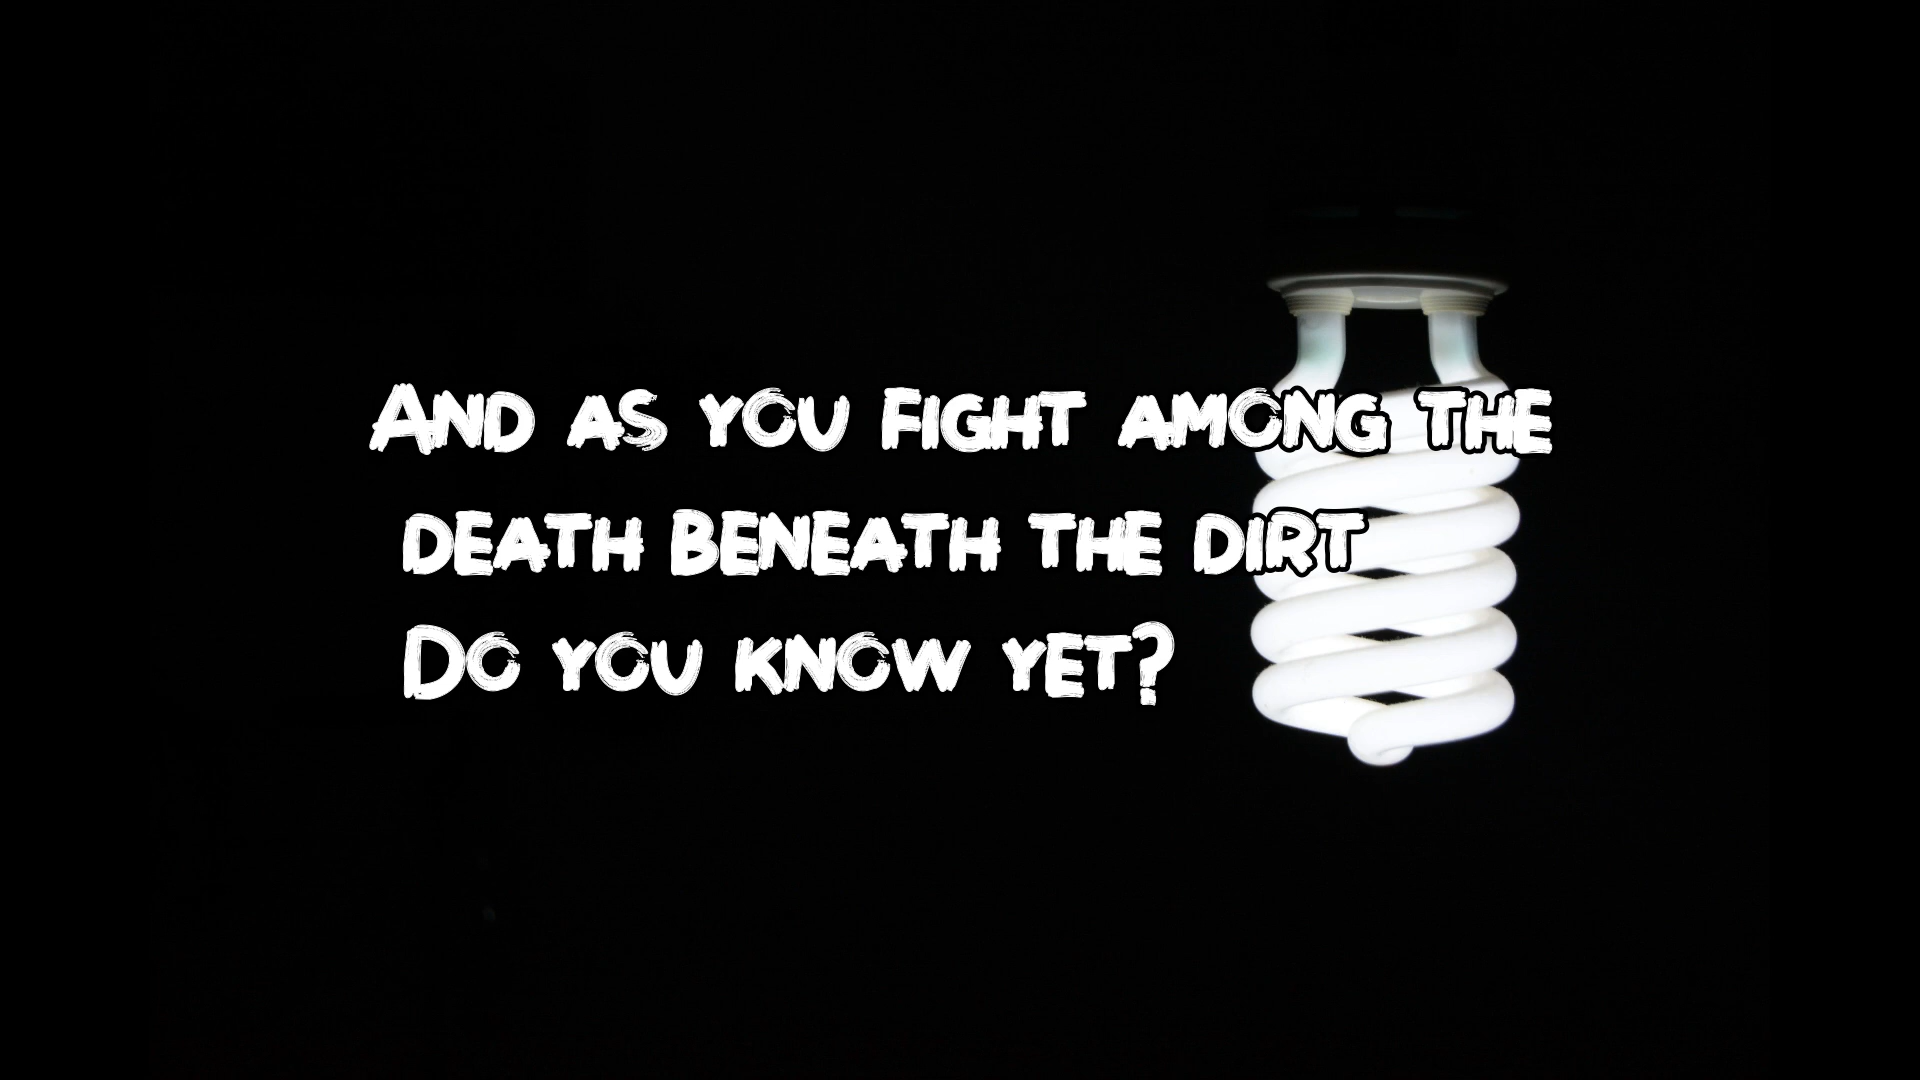 And as you fight among the
death beneath the dirt
Do you know yet?